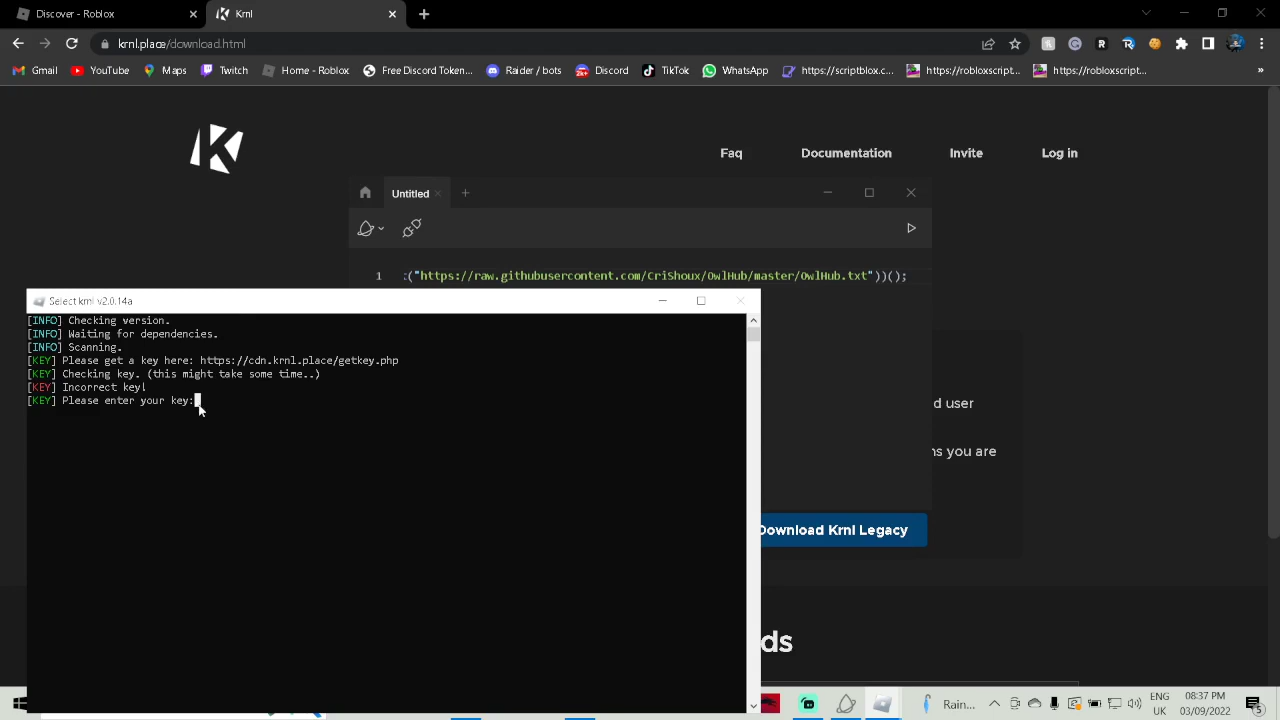 Discover - Roblox
Krnl
krnl.place/download.html
Gmail
YouTube
Maps
Twitch
Home - Roblox
Free Discord Token...
Raider / bots
Discord
TikTok
WhatsApp
https://scriptblox.c...
https://robloxscript...
https://robloxscript...
»
K
Faq
Documentation
Invite
Log in
Untitled
1 :("https://raw.githubusercontent.com/CriShoux/OwlHub/master/OwlHub.txt"))();
Select krnl v2.0.14a
[INFO] Checking version.
[INFO] Waiting for dependencies.
[INFO] Scanning.
[KEY] Please get a key here: https://cdn.krnl.place/getkey.php
[KEY] Checking key. (this might take some time..)
[KEY] Incorrect key!
[KEY] Please enter your key:
d user
ns you are
Download Krnl Legacy
ds
Rain...
ENG
UK
08:37 PM
03/09/2022
5